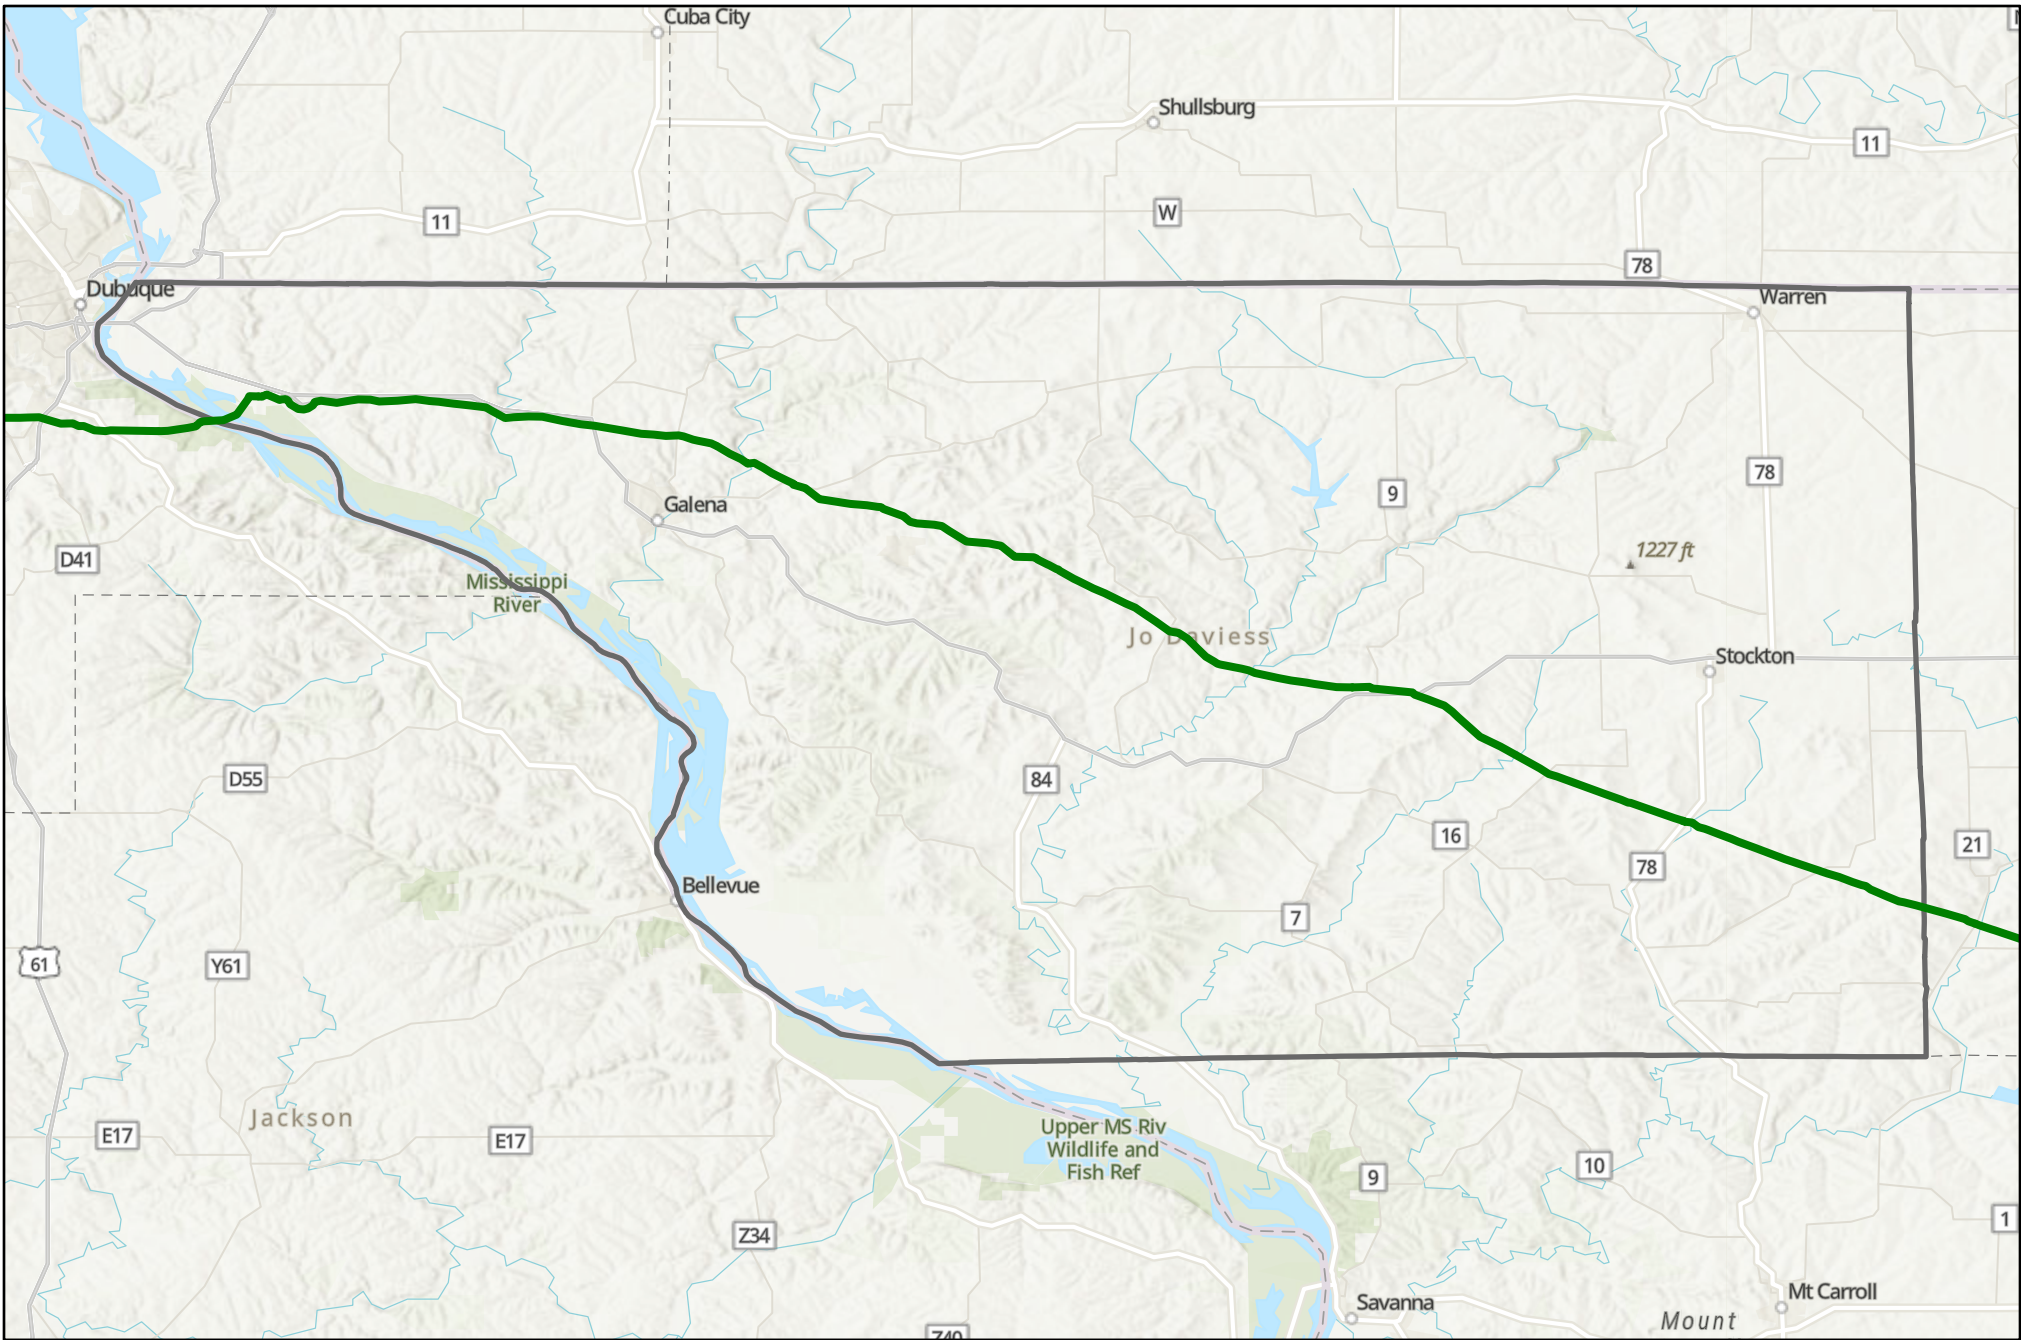 Cuba City
Shullsburg
11
11
W
78
Dubuque
Warren
78
9
Galena
1227 ft
D41
Mississippi
River
Jo Daviess
Stockton
D55
84
16
21
78
Bellevue
7
61
Y61
Jackson
E17
E17
Upper MS Riv
Wildlife and
Fish Ref
10
9
Z34
1
Mt Carroll
Savanna
Mount